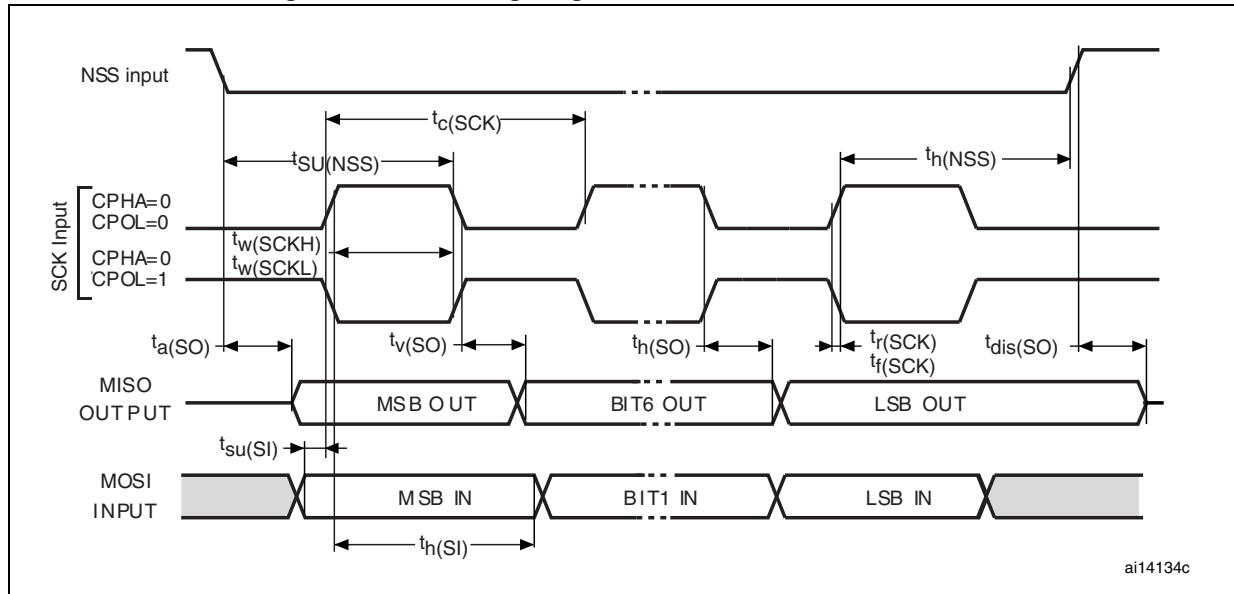 NSS input
tc(SCK)
tSU(NSS)
th(NSS)
SCK Input
CPHA=0
CPOL=0
tw(SCKH)
CPHA=0
tw(SCKL)
CPOL=1
ta(SO)
tv(SO)
th(SO)
tr(SCK)
tf(SCK)
tdis(SO)
MISO
OUTPUT
MSB OUT
BIT6 OUT
LSB OUT
tsu(SI)
MOSI
INPUT
MSB IN
BIT1 IN
LSB IN
th(SI)
ai14134c